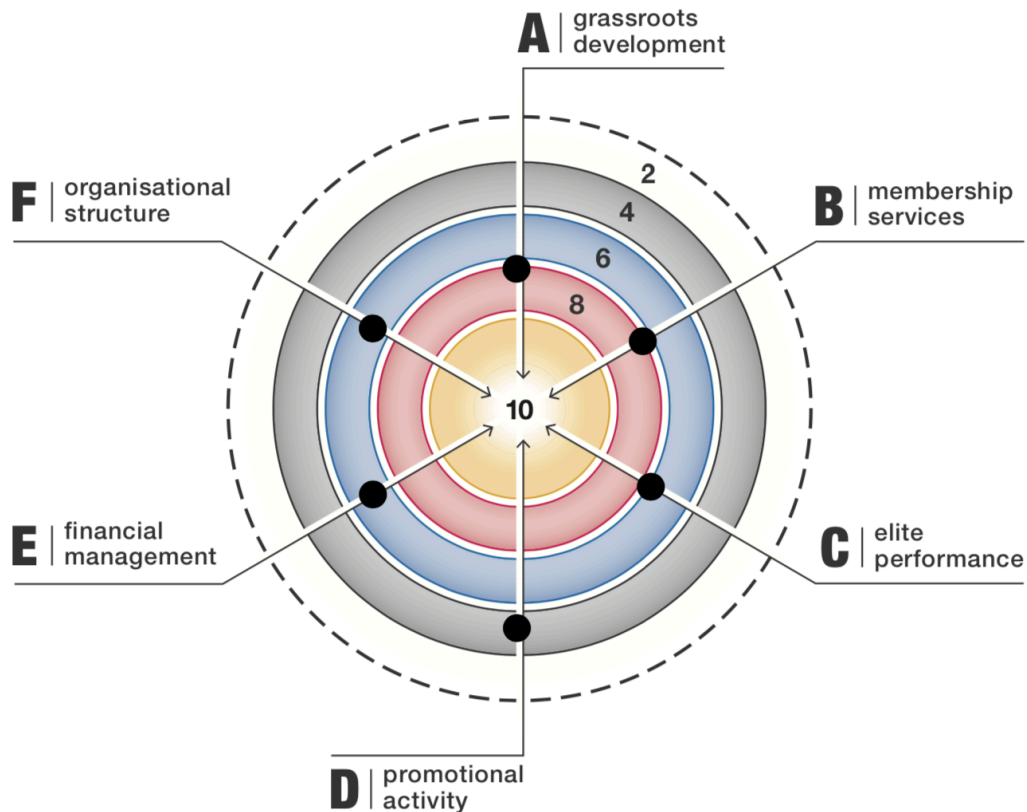 A | grassroots
development
2
F | organisational
structure
4
B | membership
services
6
8
10
E | financial
management
C | elite
performance
D | promotional
activity